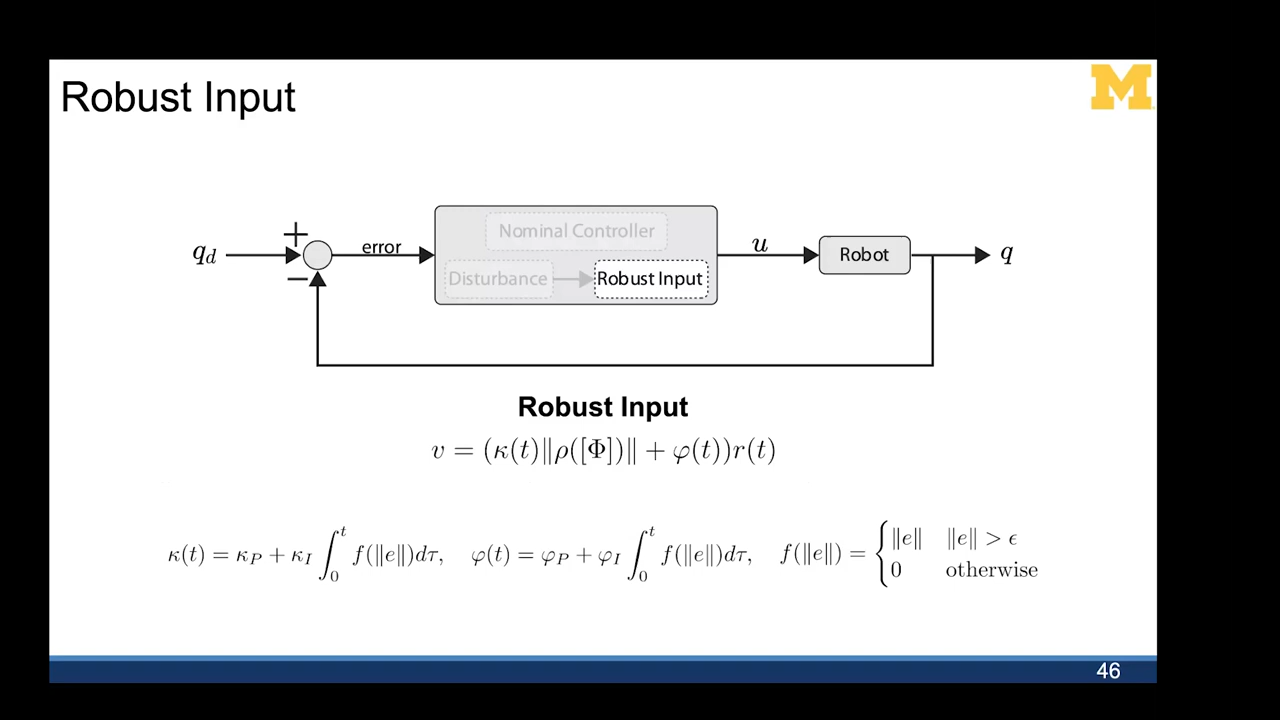 Robust Input
M
+
q_d
error
−
Nominal Controller
Disturbance
Robust Input
u
Robot
q
Robust Input
v = (κ(t)‖ρ([Φ])‖ + φ(t))r(t)
κ(t) = κ_P + κ_I ∫_0^t f(‖e‖)dτ, φ(t) = φ_P + φ_I ∫_0^t f(‖e‖)dτ, f(‖e‖) = { ‖e‖ ‖e‖ > ϵ
0 otherwise
46